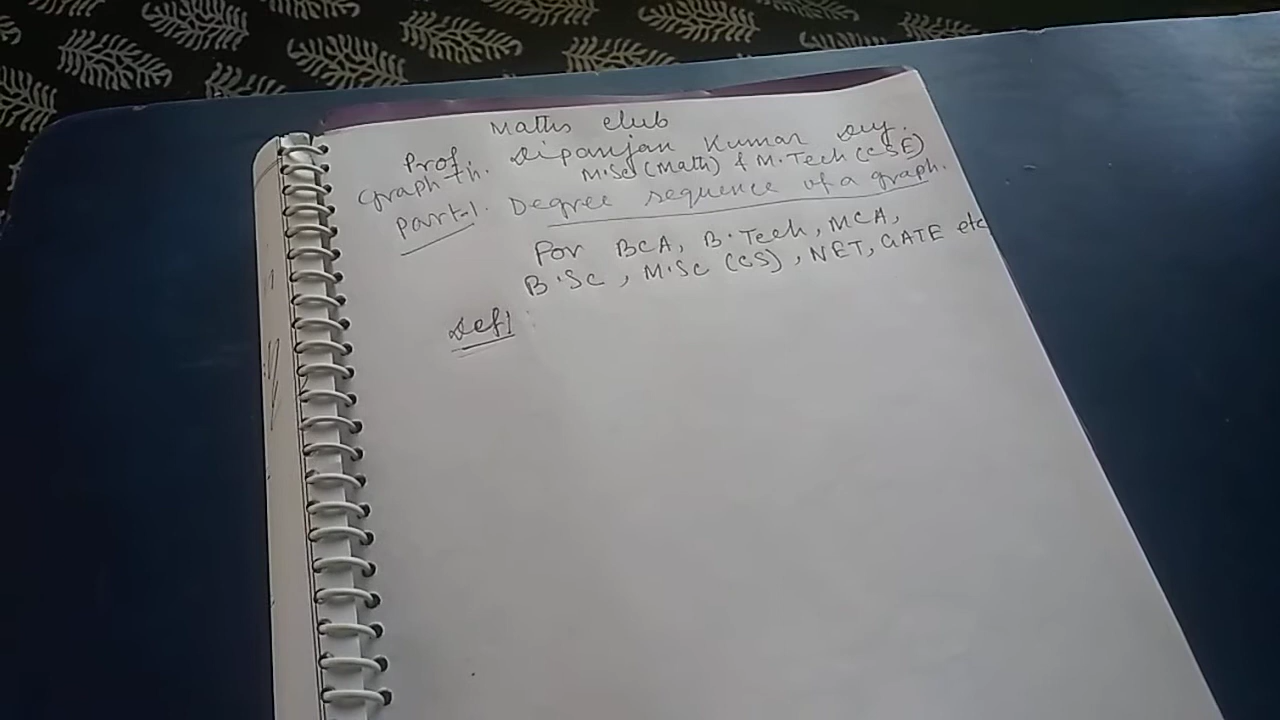 Maths club
Prof. Dipanjan Kumar Dey.
M.Sc (Math) & M.Tech (CSE)
Graph th.
Part-1. Degree sequence of a graph.
For BCA, B.Tech, MCA,
B.Sc, M.Sc (CS), NET, GATE etc
Def1 :